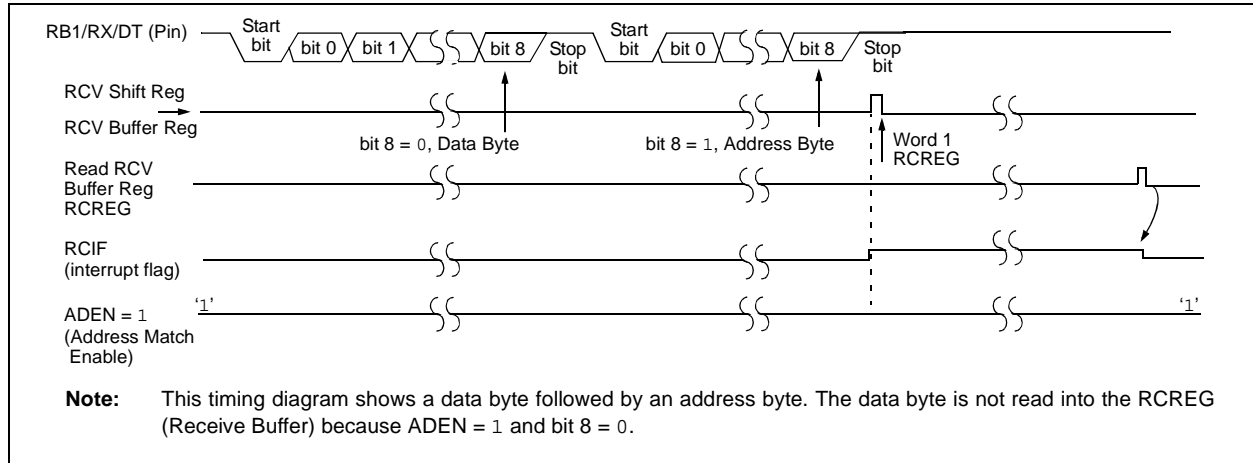 RB1/RX/DT (Pin)
Start
bit
bit 0
bit 1
bit 8
Stop
bit
Start
bit
bit 0
bit 8
Stop
bit
RCV Shift Reg
RCV Buffer Reg
bit 8 = 0, Data Byte
bit 8 = 1, Address Byte
Word 1
RCREG
Read RCV
Buffer Reg
RCREG
RCIF
(interrupt flag)
ADEN = 1
(Address Match
Enable)
'1'
'1'
Note: This timing diagram shows a data byte followed by an address byte. The data byte is not read into the RCREG
(Receive Buffer) because ADEN = 1 and bit 8 = 0.